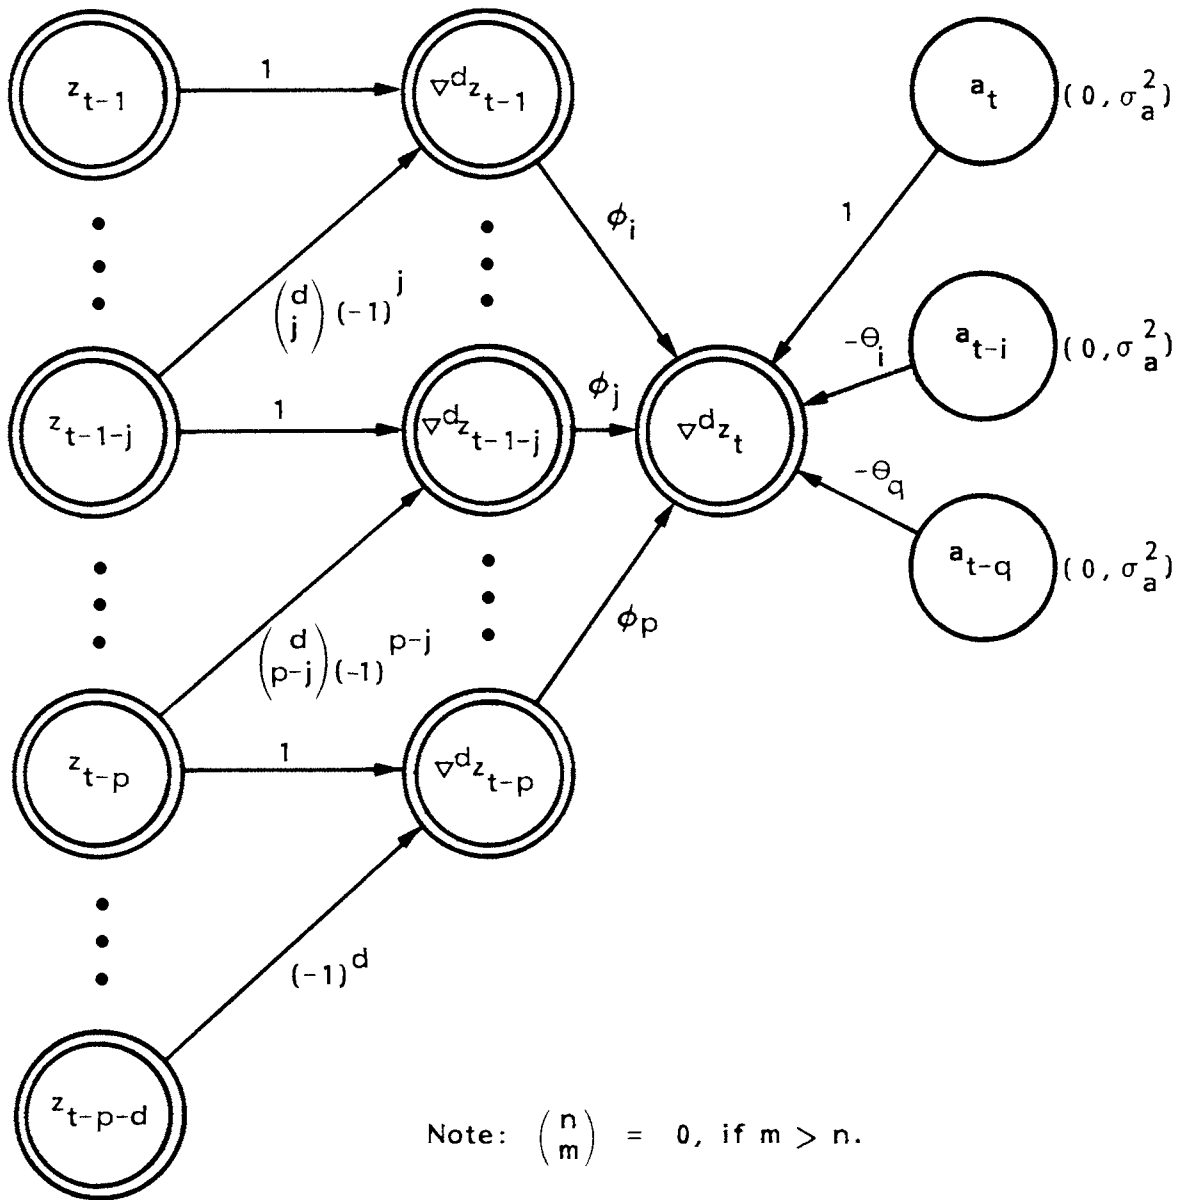 z_{t-1}
1
∇^d z_{t-1}
a_t
(0, σ_a^2)
ϕ_i
1
(d j) (-1)^j
-Θ_i
a_{t-i}
(0, σ_a^2)
z_{t-1-j}
1
∇^d z_{t-1-j}
ϕ_j
∇^d z_t
-Θ_q
a_{t-q}
(0, σ_a^2)
(d p-j) (-1)^{p-j}
ϕ_p
z_{t-p}
1
∇^d z_{t-p}
(-1)^d
z_{t-p-d}
Note: (n m) = 0, if m > n.